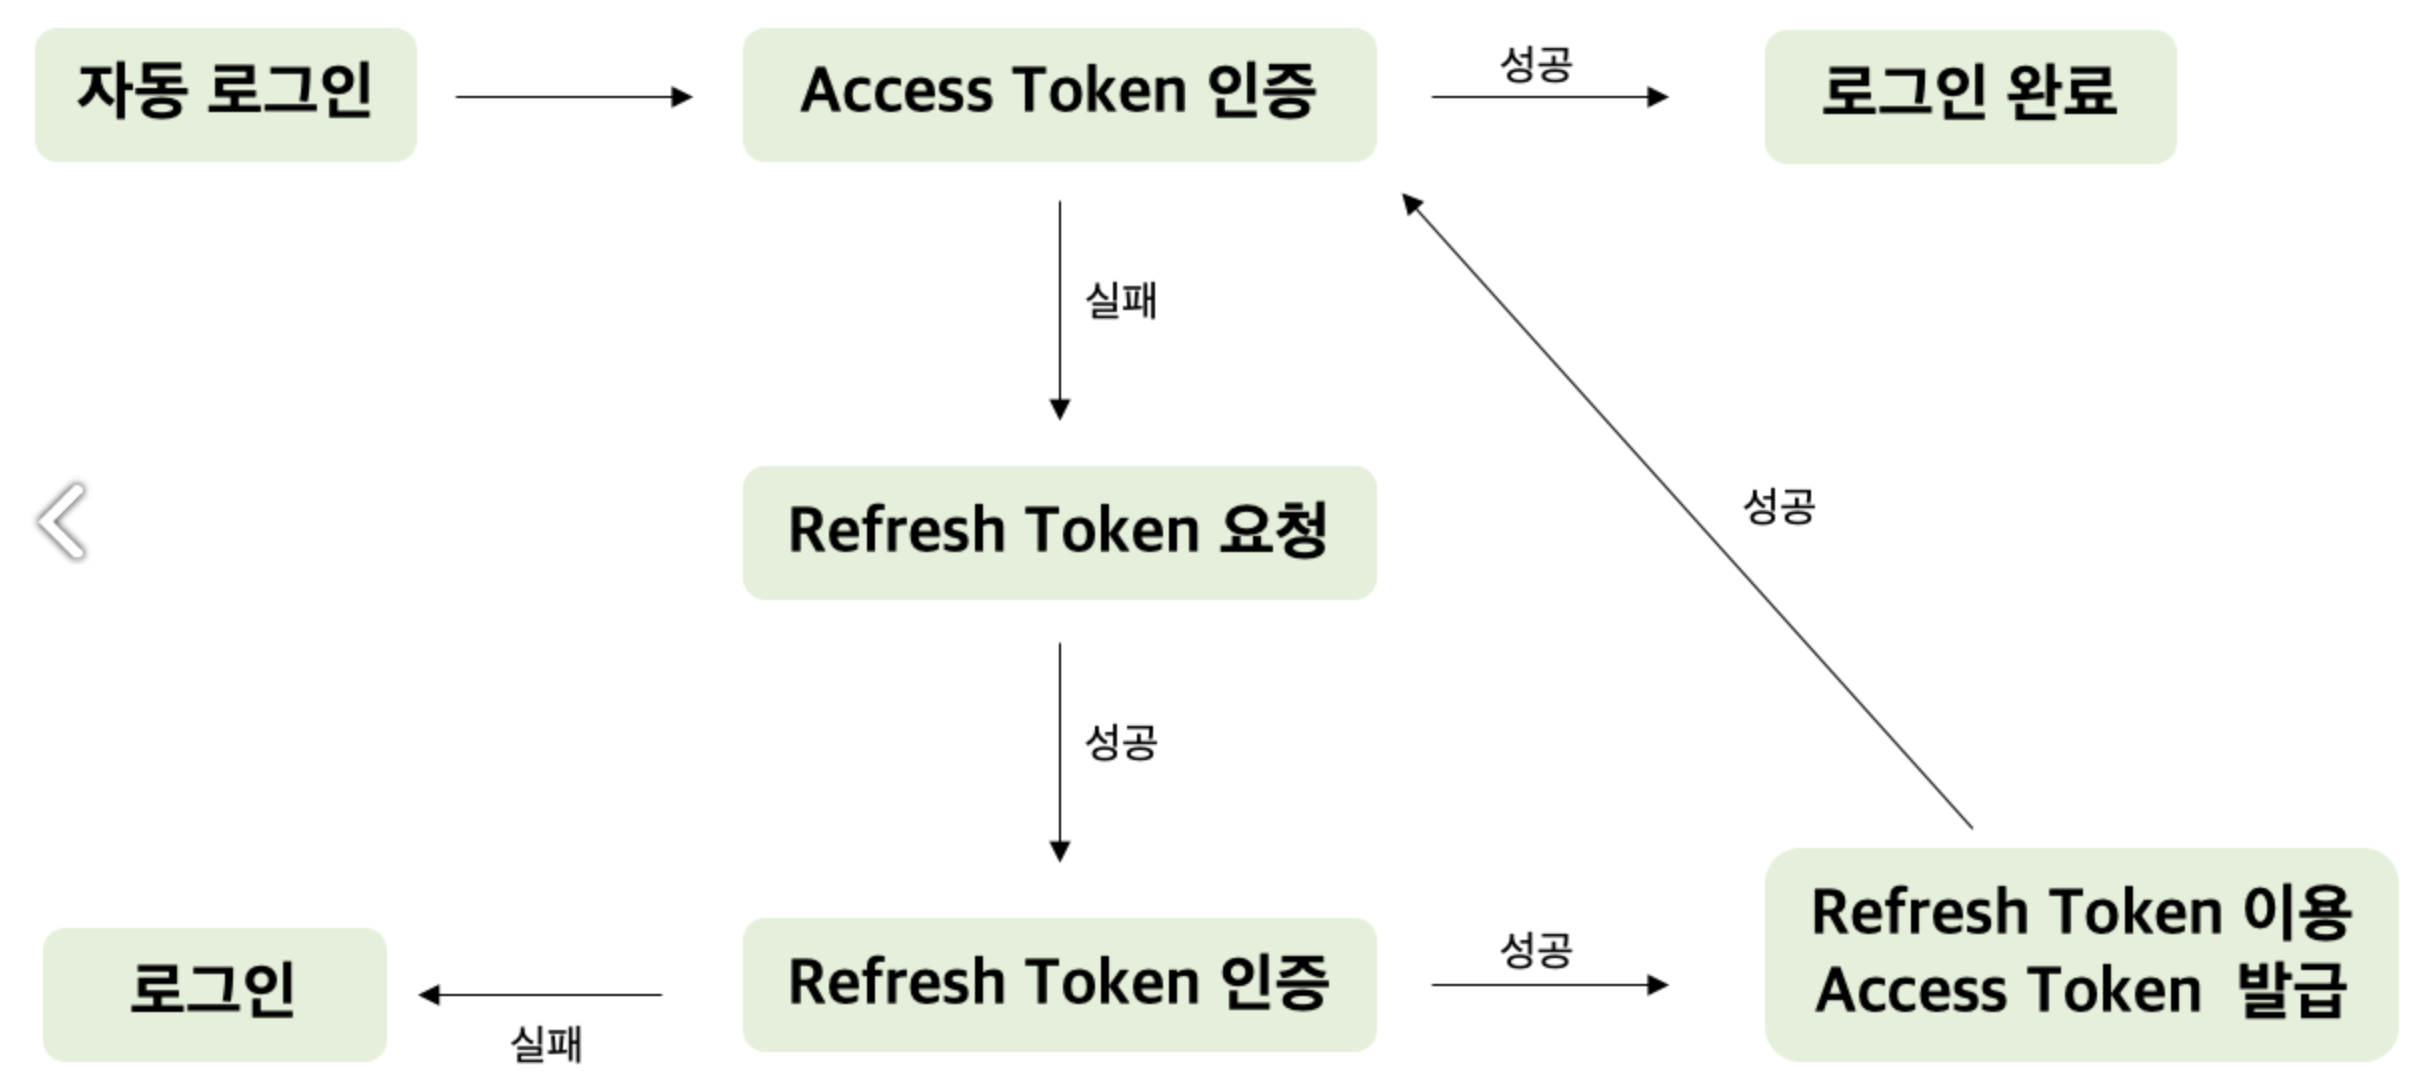 자동 로그인
Access Token 인증
성공
로그인 완료
실패
Refresh Token 요청
성공
성공
로그인
실패
Refresh Token 인증
성공
Refresh Token 이용
Access Token 발급